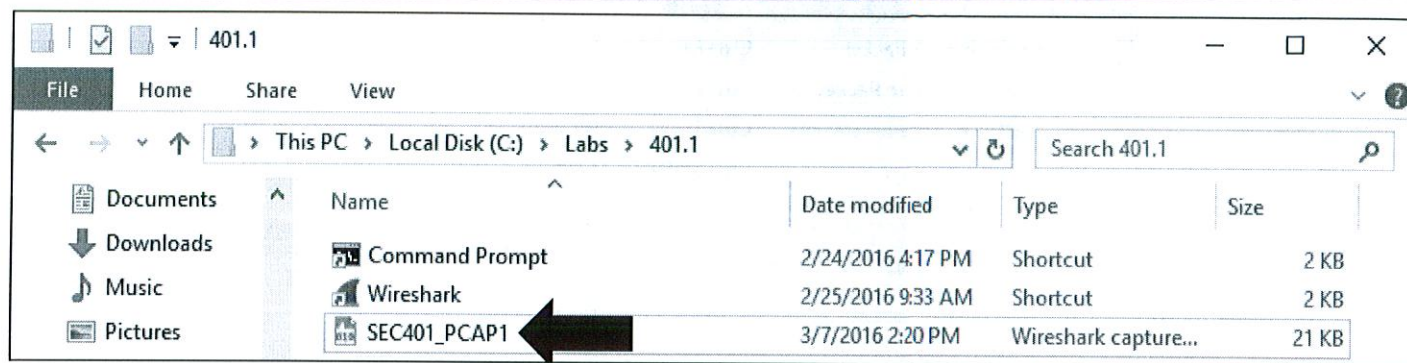 401.1
File Home Share View
This PC > Local Disk (C:) > Labs > 401.1 Search 401.1
Documents Name Date modified Type Size
Downloads Command Prompt 2/24/2016 4:17 PM Shortcut 2 KB
Music Wireshark 2/25/2016 9:33 AM Shortcut 2 KB
Pictures SEC401_PCAP1 3/7/2016 2:20 PM Wireshark capture... 21 KB